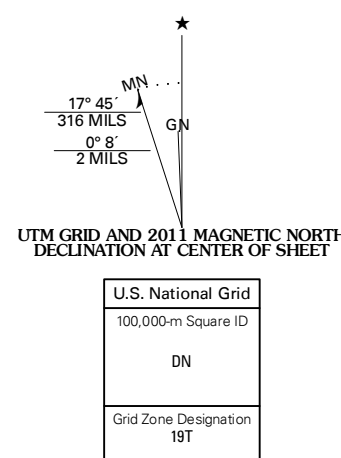 ★
MN
17° 45´
316 MILS
GN
0° 8´
2 MILS
UTM GRID AND 2011 MAGNETIC NORTH
DECLINATION AT CENTER OF SHEET
U.S. National Grid
100,000-m Square ID
DN
Grid Zone Designation
19T